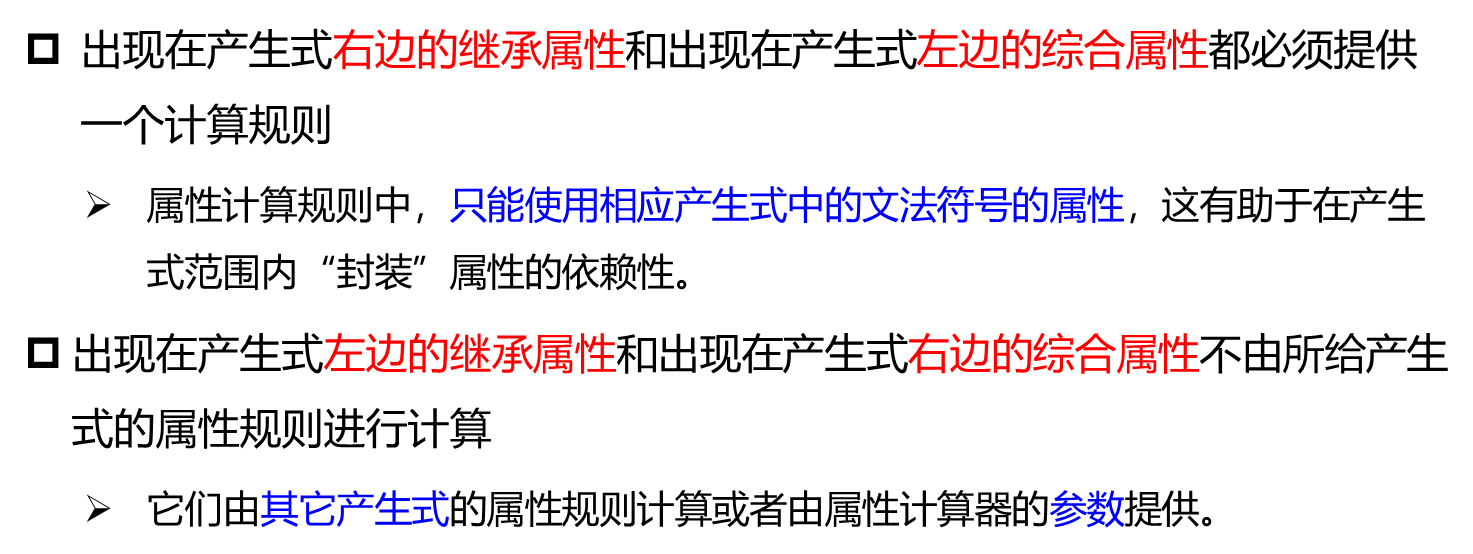 出现在产生式右边的继承属性和出现在产生式左边的综合属性都必须提供
一个计算规则
属性计算规则中，只能使用相应产生式中的文法符号的属性，这有助于在产生
式范围内“封装”属性的依赖性。
出现在产生式左边的继承属性和出现在产生式右边的综合属性不由所给产生
式的属性规则进行计算
它们由其它产生式的属性规则计算或者由属性计算器的参数提供。